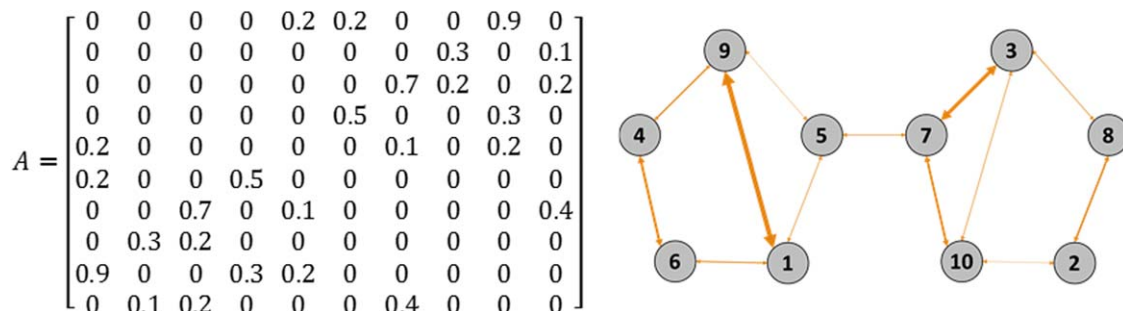 0 0 0 0 0.2 0.2 0 0 0.9 0
0 0 0 0 0 0 0 0.3 0 0.1
0 0 0 0 0 0 0.7 0.2 0 0.2
0 0 0 0 0 0.5 0 0 0.3 0
A = 0.2 0 0 0 0 0 0.1 0 0.2 0
0.2 0 0 0.5 0 0 0 0 0 0
0 0 0.7 0 0.1 0 0 0 0 0.4
0 0.3 0.2 0 0 0 0 0 0 0
0.9 0 0 0.3 0.2 0 0 0 0 0
0 0.1 0.2 0 0 0 0.4 0 0 0
9 3
4 5 7 8
6 1 10 2